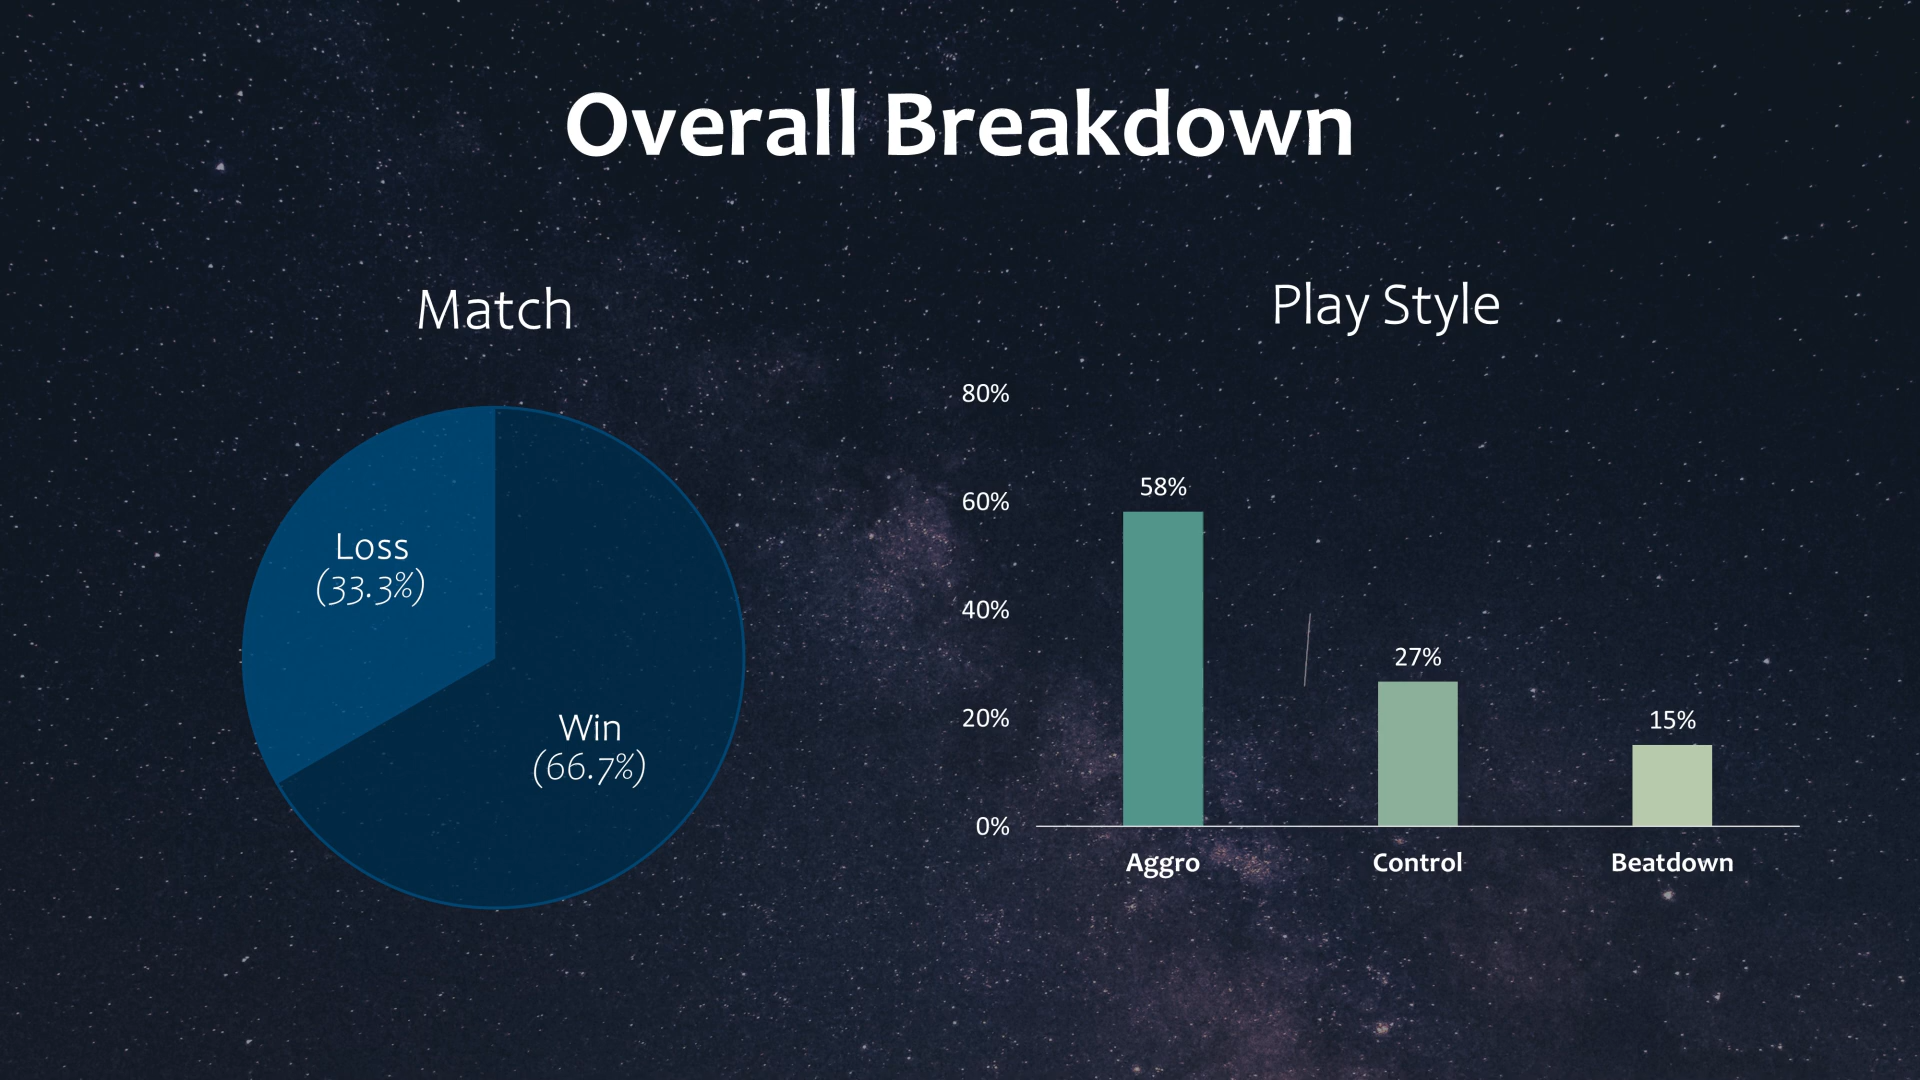 Overall Breakdown
Match
Loss
(33.3%)
Win
(66.7%)
Play Style
80%
60%
40%
20%
0%
58%
27%
15%
Aggro
Control
Beatdown